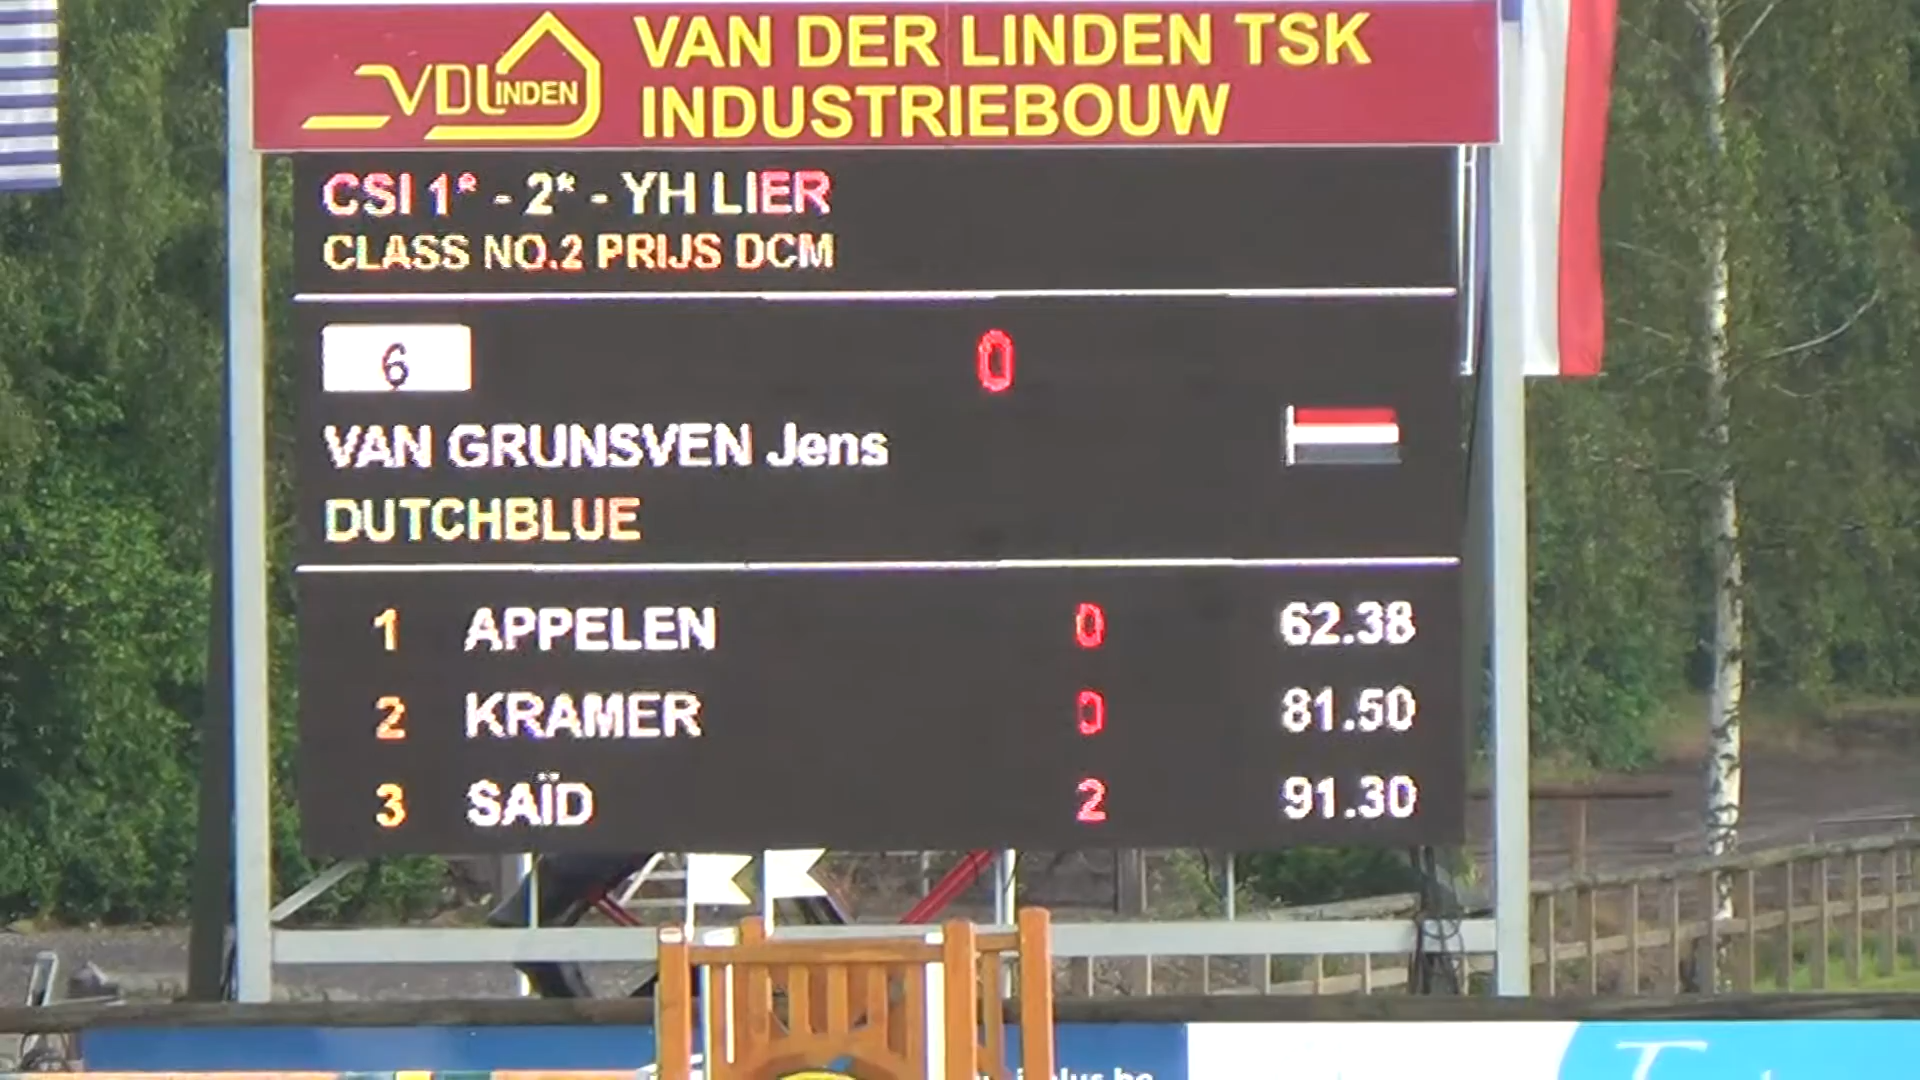 VDLINDEN
VAN DER LINDEN TSK
INDUSTRIEBOUW
CSI 1* - 2* - YH LIER
CLASS NO.2 PRIJS DCM
6 0
VAN GRUNSVEN Jens
DUTCHBLUE
1 APPELEN 0 62.38
2 KRAMER 0 81.50
3 SAÏD 2 91.30